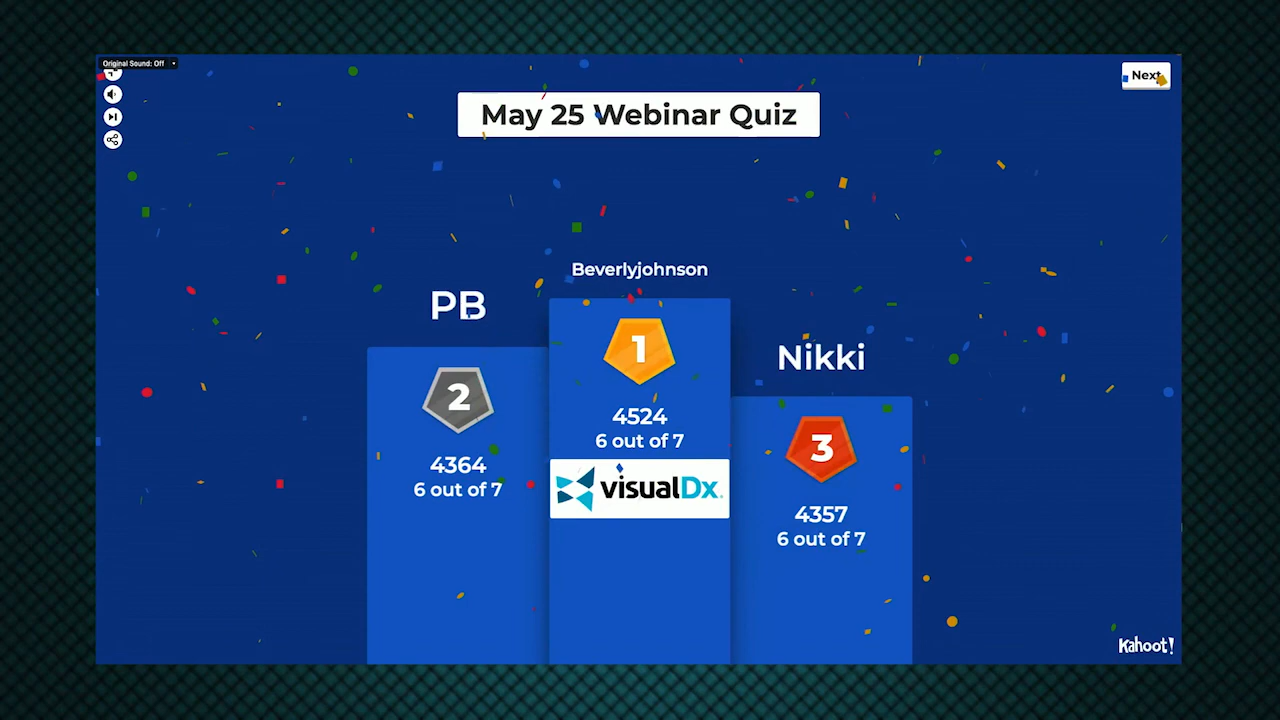 Original Sound: Off
Next
May 25 Webinar Quiz
Beverlyjohnson
PB
Nikki
1
4524
6 out of 7
visualDx
2
4364
6 out of 7
3
4357
6 out of 7
Kahoot!